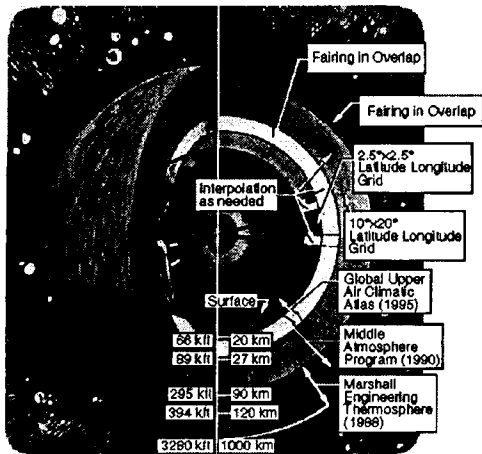 Fairing in Overlap
Fairing in Overlap
2.5°X2.5°
Latitude Longitude
Grid
Interpolation
as needed
10°X20°
Latitude Longitude
Grid
Global Upper
Air Climatic
Atlas (1995)
Surface
Middle
Atmosphere
Program (1990)
66 kft 20 km
89 kft 27 km
Marshall
Engineering
Thermosphere
(1988)
295 kft 90 km
394 kft 120 km
3280 kft 1000 km